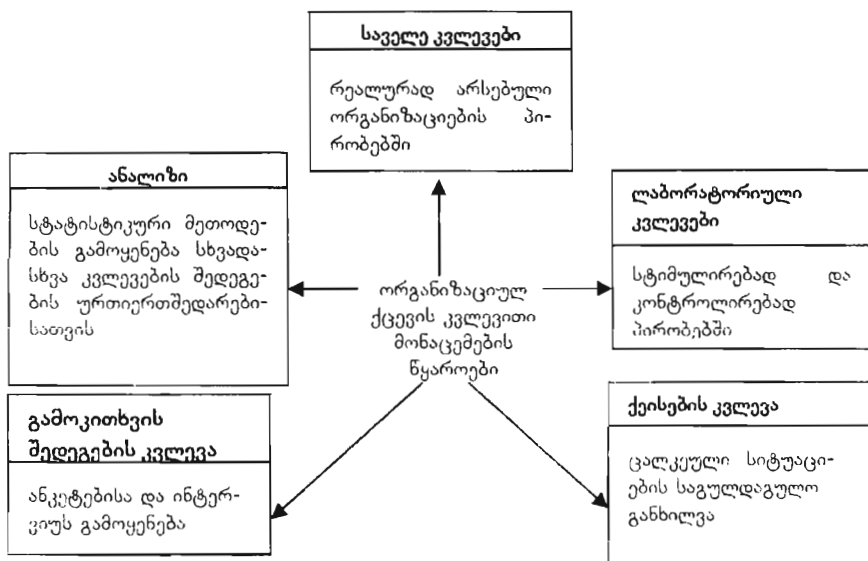 საველე კვლევები
რეალურად არსებული
ორგანიზაციების პი-
რობებში
ანალიზი
სტატისტიკური მეთოდე-
ბის გამოყენება სხვადა-
სხვა კვლევების შედეგე-
ბის ურთიერთშედარები-
სათვის
ლაბორატორიული
კვლევები
სტიმულირებად და
კონტროლირებად
პირობებში
ორგანიზაციულ
ქცევის კვლევითი
მონაცემების
წყაროები
გამოკითხვის
შედეგების კვლევა
ანკეტებისა და ინტერ-
ვიუს გამოყენება
ქეისების კვლევა
ცალკეული სიტუაცი-
ების საგულდაგულო
განხილვა